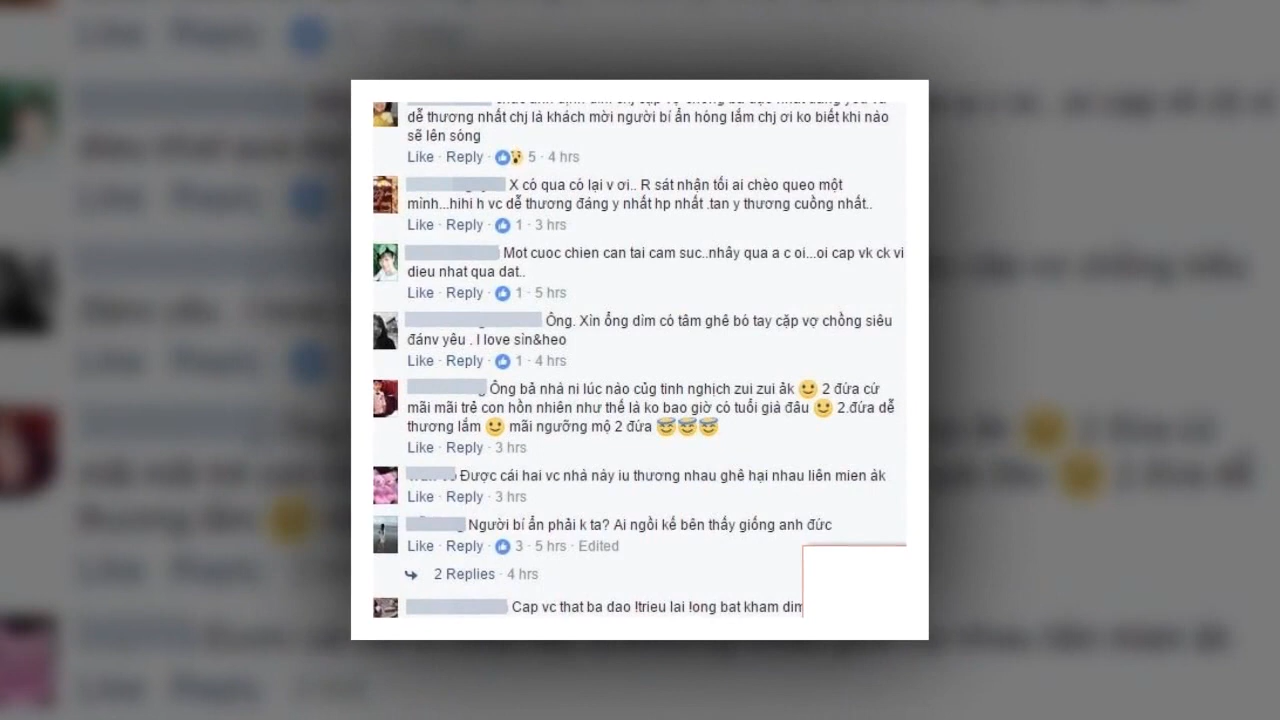 dễ thương nhất chị là khách mời người bí ẩn hóng lắm chị ơi ko biết khi nào
sẽ lên sóng
Like · Reply · 5 · 4 hrs
X có qua có lại v ơi.. R sát nhận tối ai chèo queo một
mình...hihi h vc dễ thương đáng y nhất hp nhất .tan y thương cuồng nhất..
Like · Reply · 1 · 3 hrs
Mot cuoc chien can tai cam suc..nhây qua a c oi...oi cap vk ck vi
dieu nhat qua dat..
Like · Reply · 1 · 5 hrs
Ông. Xìn ổng dìm có tâm ghê bó tay cặp vợ chồng siêu
đánv yêu . I love sìn&heo
Like · Reply · 1 · 4 hrs
Ông bà nhà ni lúc nào củg tinh nghịch zui zui ảk 🙂 2 đứa cứ
mãi mãi trẻ con hồn nhiên như thế là ko bao giờ có tuổi già đâu 🙂 2.đứa dễ
thương lắm 🙂 mãi ngưỡng mộ 2 đứa 😇😇😇
Like · Reply · 3 hrs
Được cái hai vc nhà này iu thương nhau ghê hại nhau liên mien ảk
Like · Reply · 3 hrs
Người bí ẩn phải k ta? Ai ngồi kế bên thấy giống anh đức
Like · Reply · 3 · 5 hrs · Edited
2 Replies · 4 hrs
Cap vc that ba dao !trieu lai !ong bat kham dim